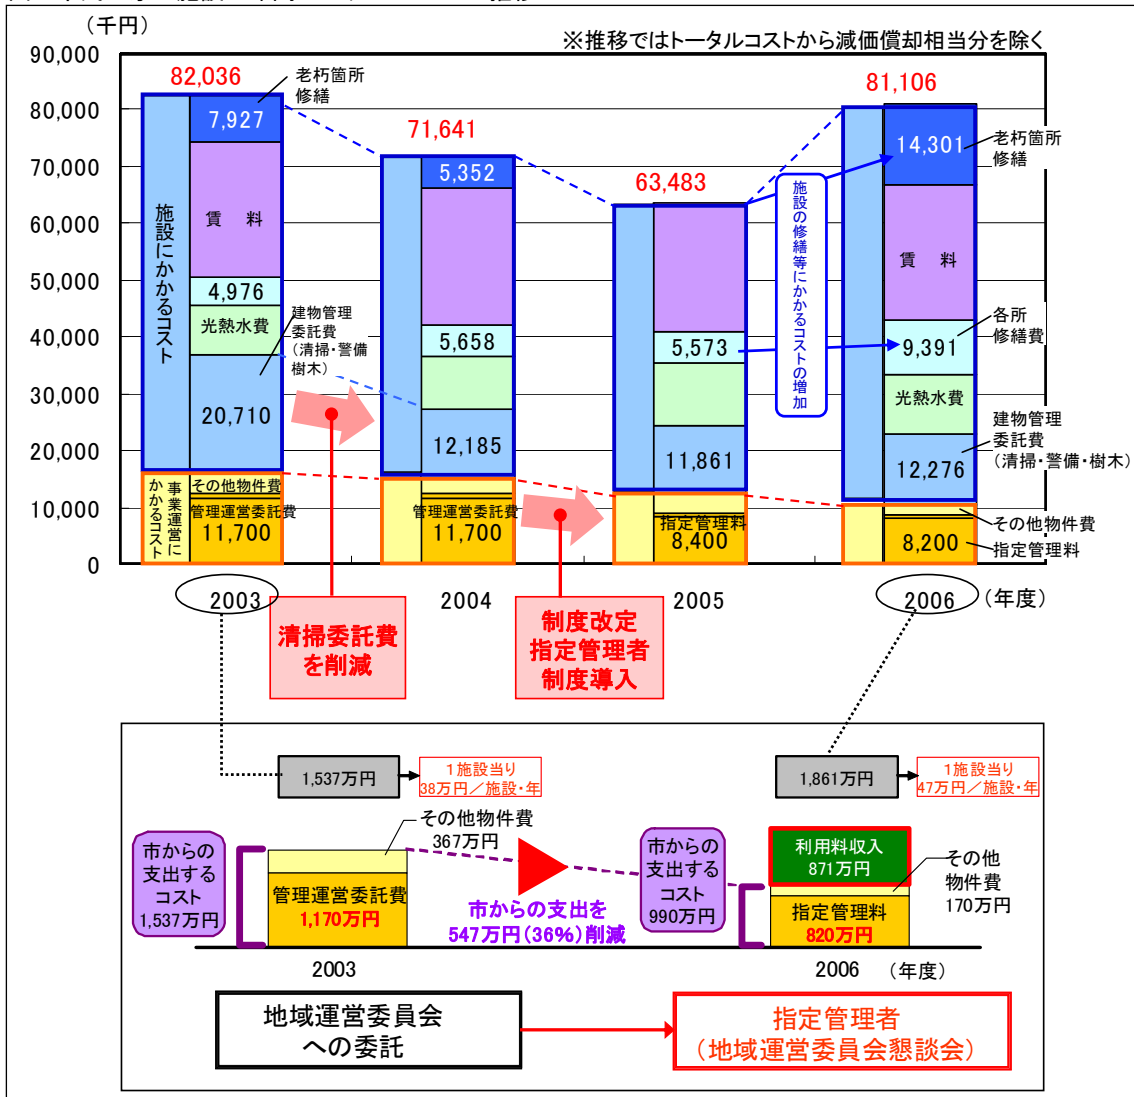 （千円）
※推移ではトータルコストから減価償却相当分を除く
90,000
80,000
70,000
60,000
50,000
40,000
30,000
20,000
10,000
0
82,036
老朽箇所
修繕
7,927
賃　料
4,976
光熱水費
建物管理
委託費
（清掃・警備
樹木）
20,710
施設にかかるコスト
事業運営に
かかるコスト
その他物件費
管理運営委託費
11,700
71,641
5,352
5,658
12,185
管理運営委託費
11,700
63,483
5,573
11,861
指定管理料
8,400
施設の修繕等にかかるコストの増加
81,106
14,301
老朽箇所
修繕
賃　料
9,391
各所
修繕費
光熱水費
12,276
建物管理
委託費
（清掃・警備・樹木）
その他物件費
8,200
指定管理料
2003
2004
2005
2006
（年度）
清掃委託費
を削減
制度改定
指定管理者
制度導入
1,537万円
1施設当り
38万円／施設・年
1,861万円
1施設当り
47万円／施設・年
市からの
支出する
コスト
1,537万円
その他物件費
367万円
管理運営委託費
1,170万円
市からの支出を
547万円（36%）削減
市からの
支出する
コスト
990万円
利用料収入
871万円
その他
物件費
170万円
指定管理料
820万円
2003
2006
（年度）
地域運営委員会
への委託
指定管理者
（地域運営委員会懇談会）